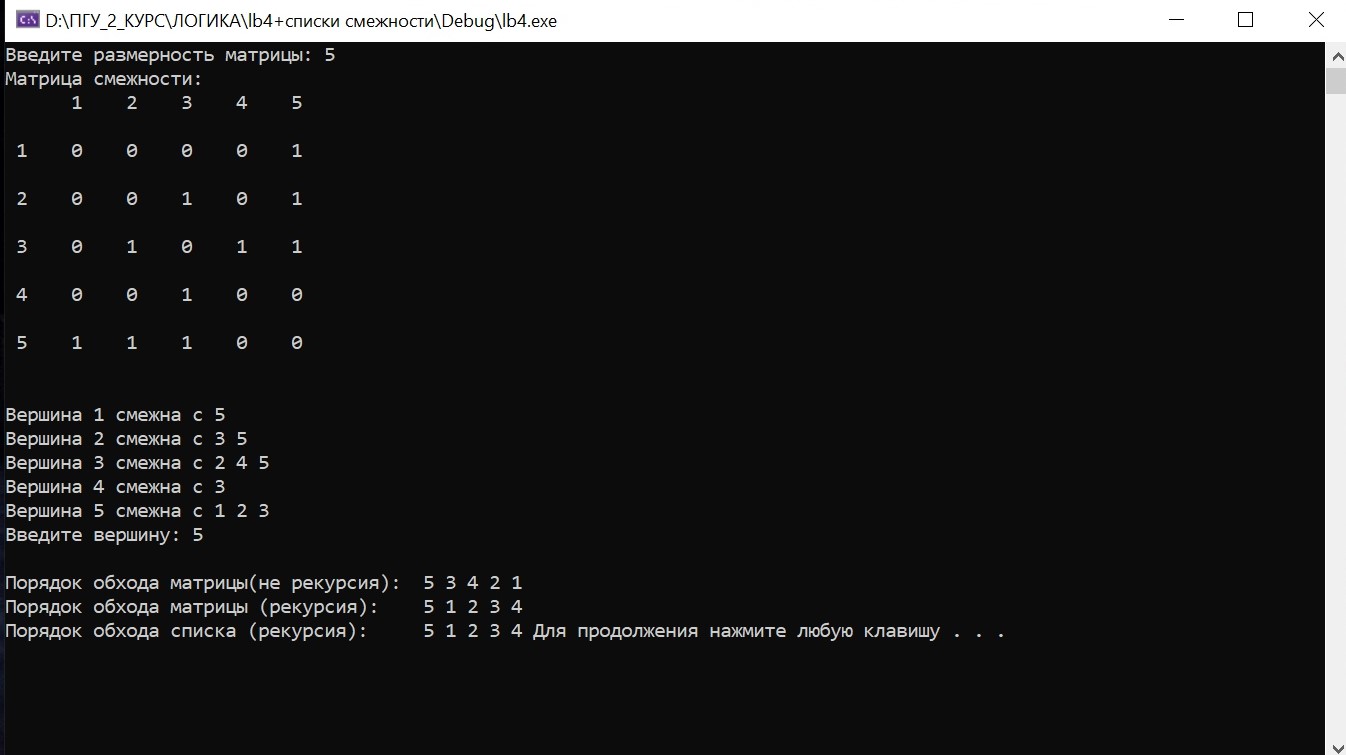 D:\ПГУ_2_КУРС\ЛОГИКА\lb4+списки смежности\Debug\lb4.exe
Введите размерность матрицы: 5
Матрица смежности:
1 2 3 4 5
1 0 0 0 0 1
2 0 0 1 0 1
3 0 1 0 1 1
4 0 0 1 0 0
5 1 1 1 0 0
Вершина 1 смежна с 5
Вершина 2 смежна с 3 5
Вершина 3 смежна с 2 4 5
Вершина 4 смежна с 3
Вершина 5 смежна с 1 2 3
Введите вершину: 5
Порядок обхода матрицы(не рекурсия): 5 3 4 2 1
Порядок обхода матрицы (рекурсия): 5 1 2 3 4
Порядок обхода списка (рекурсия): 5 1 2 3 4 Для продолжения нажмите любую клавишу . . .